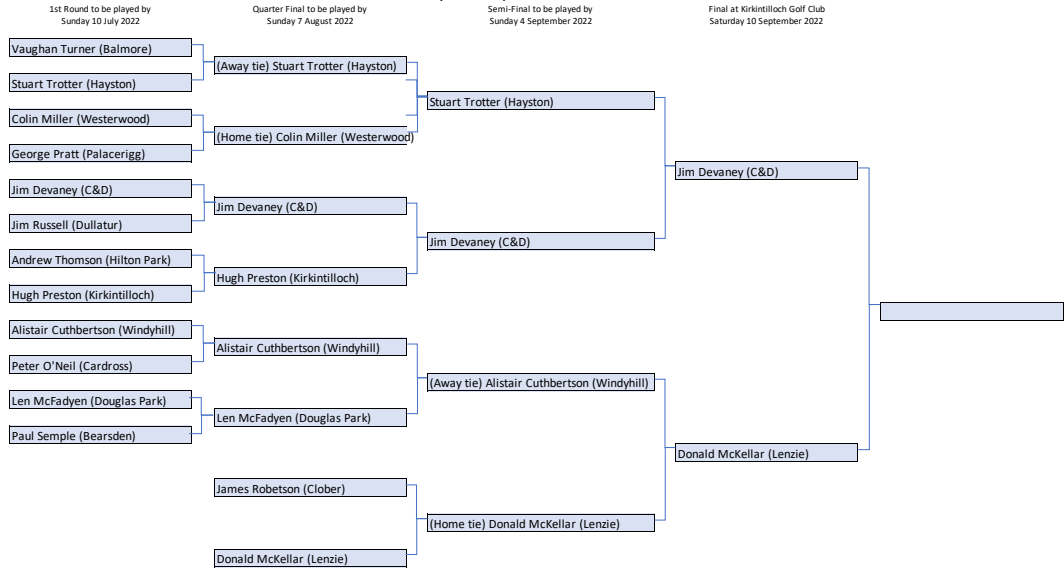 1st Round to be played by
Sunday 10 July 2022
Quarter Final to be played by
Sunday 7 August 2022
Semi-Final to be played by
Sunday 4 September 2022
Final at Kirkintilloch Golf Club
Saturday 10 September 2022
Vaughan Turner (Balmore)
Stuart Trotter (Hayston)
Colin Miller (Westerwood)
George Pratt (Palacerigg)
Jim Devaney (C&D)
Jim Russell (Dullatur)
Andrew Thomson (Hilton Park)
Hugh Preston (Kirkintilloch)
Alistair Cuthbertson (Windyhill)
Peter O'Neil (Cardross)
Len McFadyen (Douglas Park)
Paul Semple (Bearsden)
(Away tie) Stuart Trotter (Hayston)
(Home tie) Colin Miller (Westerwood)
Jim Devaney (C&D)
Hugh Preston (Kirkintilloch)
Alistair Cuthbertson (Windyhill)
Len McFadyen (Douglas Park)
James Robetson (Clober)
Donald McKellar (Lenzie)
Stuart Trotter (Hayston)
Jim Devaney (C&D)
(Away tie) Alistair Cuthbertson (Windyhill)
(Home tie) Donald McKellar (Lenzie)
Jim Devaney (C&D)
Donald McKellar (Lenzie)